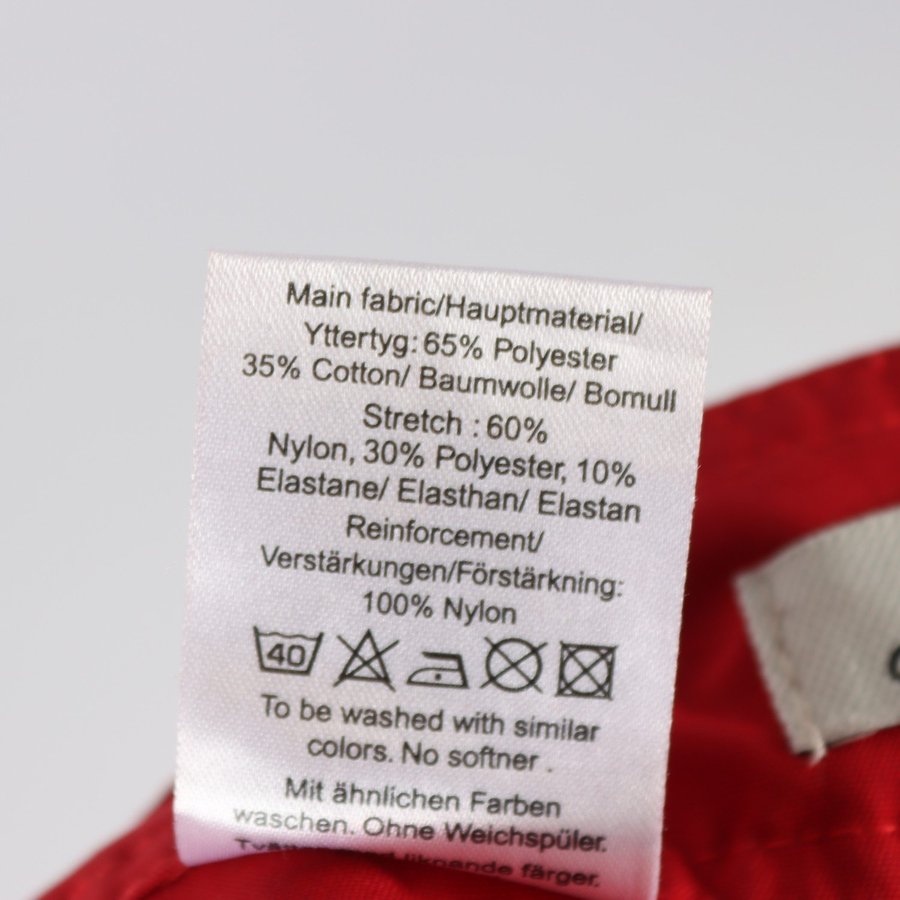 Main fabric/Hauptmaterial/
Yttertyg: 65% Polyester
35% Cotton/ Baumwolle/ Bomull
Stretch : 60%
Nylon, 30% Polyester, 10%
Elastane/ Elasthan/ Elastan
Reinforcement/
Verstärkungen/Förstärkning:
100% Nylon
40
To be washed with similar
colors. No softner .
Mit ähnlichen Farben
waschen. Ohne Weichspüler.
liknande färger.